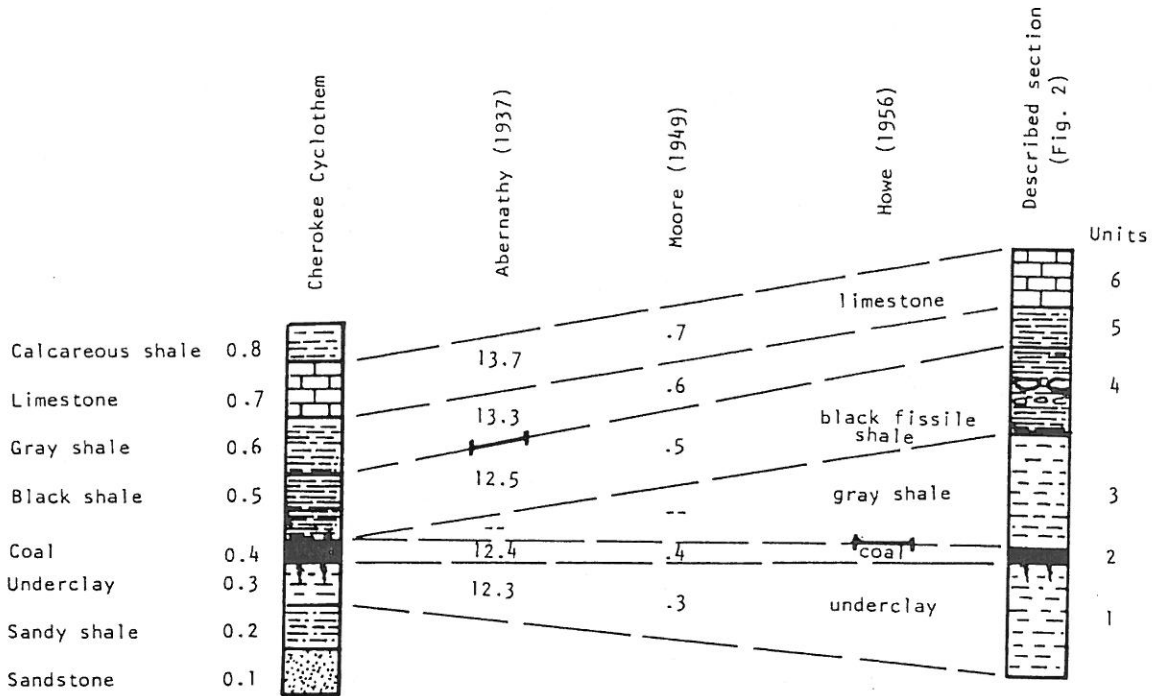 Cherokee Cyclothem
Abernathy (1937)
Moore (1949)
Howe (1956)
Described section
(Fig. 2)
Units
Calcareous shale 0.8
Limestone 0.7
Gray shale 0.6
Black shale 0.5
Coal 0.4
Underclay 0.3
Sandy shale 0.2
Sandstone 0.1
13.7
13.3
12.5
--
12.4
12.3
.7
.6
.5
--
.4
.3
limestone
black fissile
shale
gray shale
coal
underclay
6
5
4
3
2
1